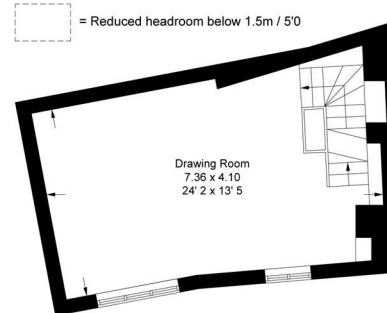 = Reduced headroom below 1.5m / 5'0
Drawing Room
7.36 x 4.10
24' 2 x 13' 5